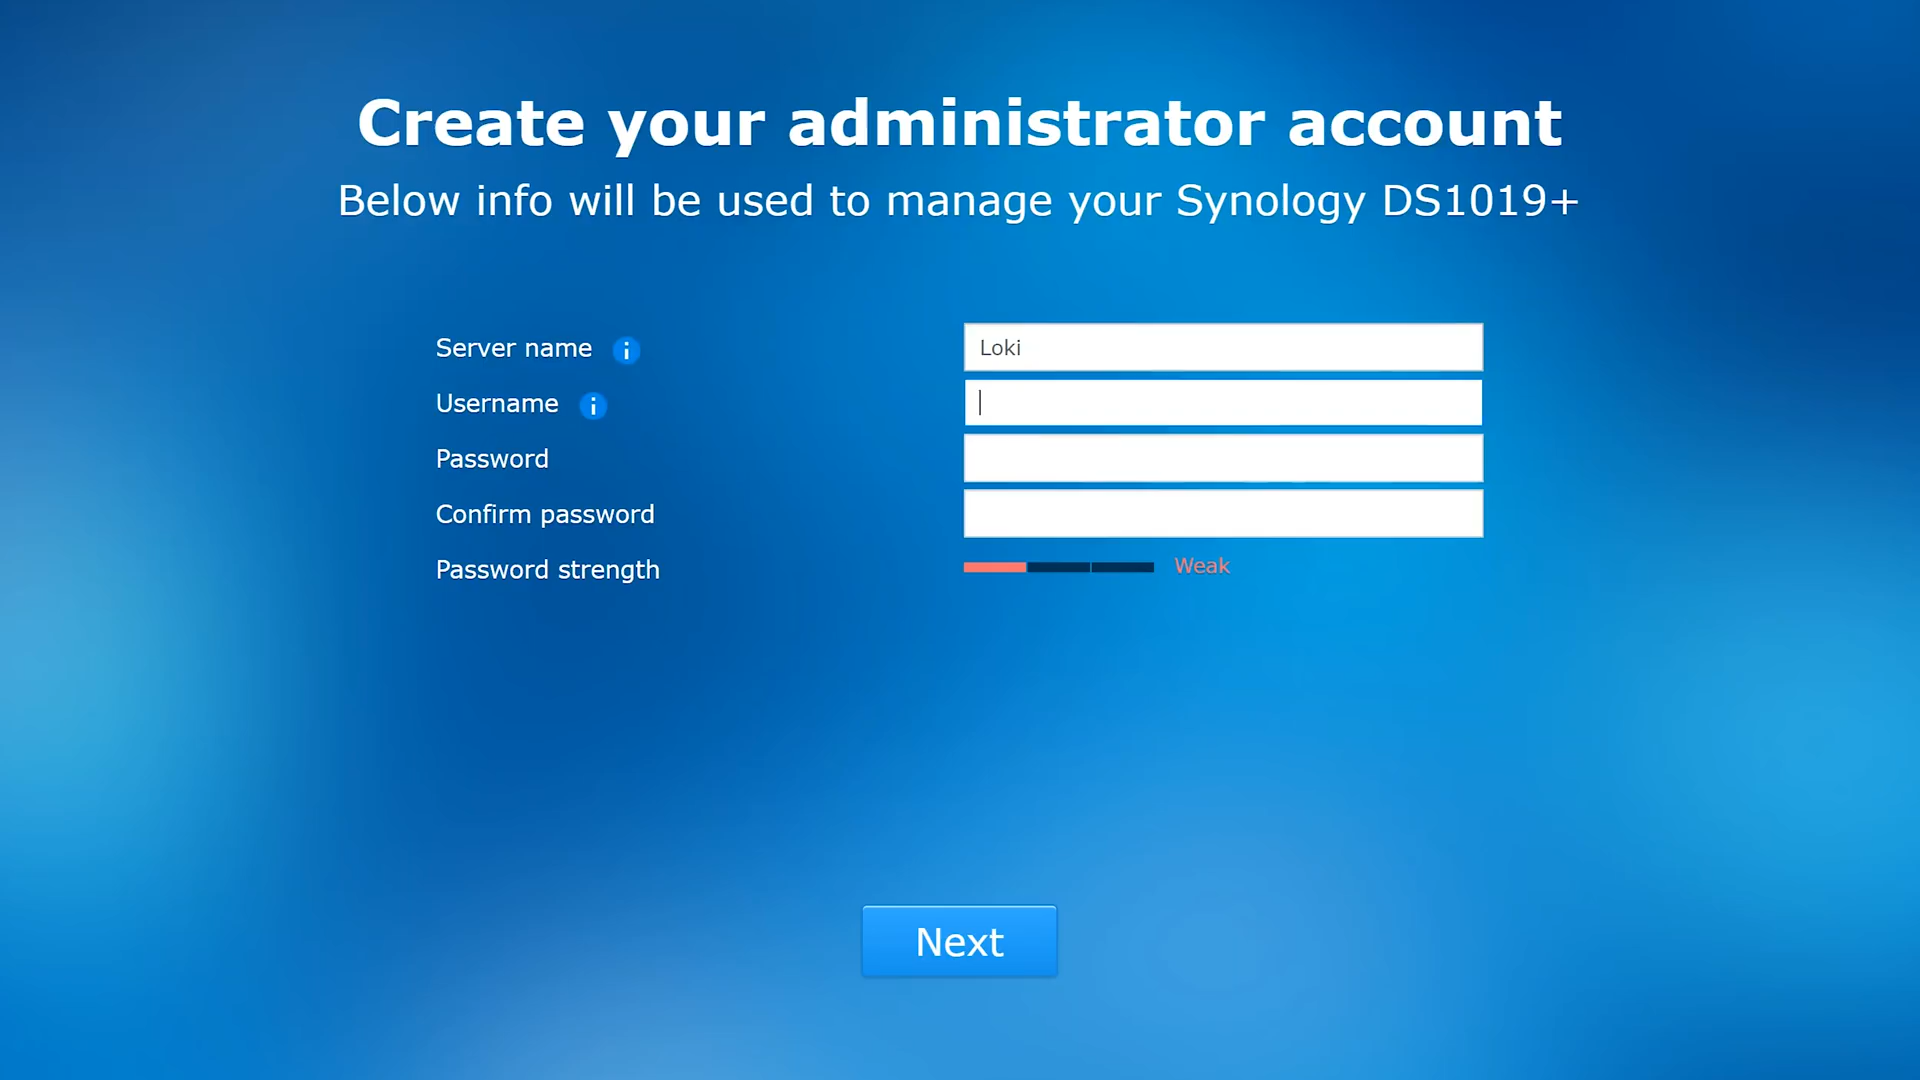 Create your administrator account
Below info will be used to manage your Synology DS1019+
Server name
Loki
Username
Password
Confirm password
Password strength
Weak
Next